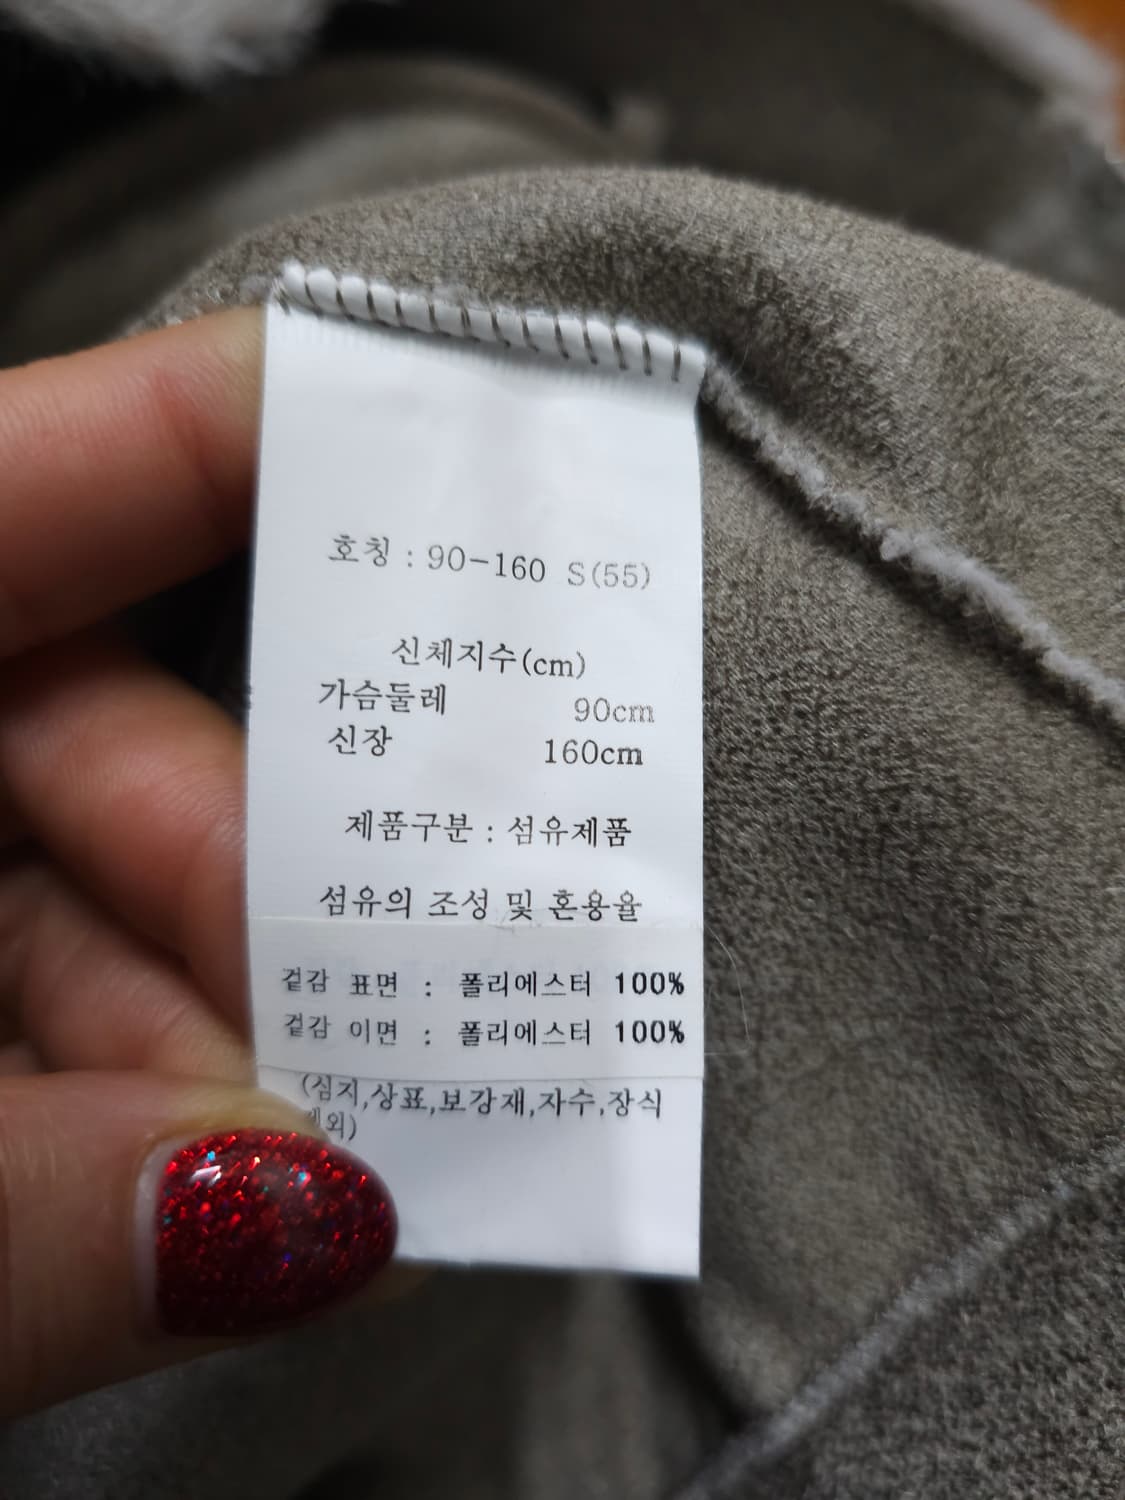 호칭 : 90-160 S(55)
신체지수(cm)
가슴둘레 90cm
신장 160cm
제품구분 : 섬유제품
섬유의 조성 및 혼용율
겉감 표면 : 폴리에스터 100%
겉감 이면 : 폴리에스터 100%
(심지,상표,보강재,자수,장식
제외)